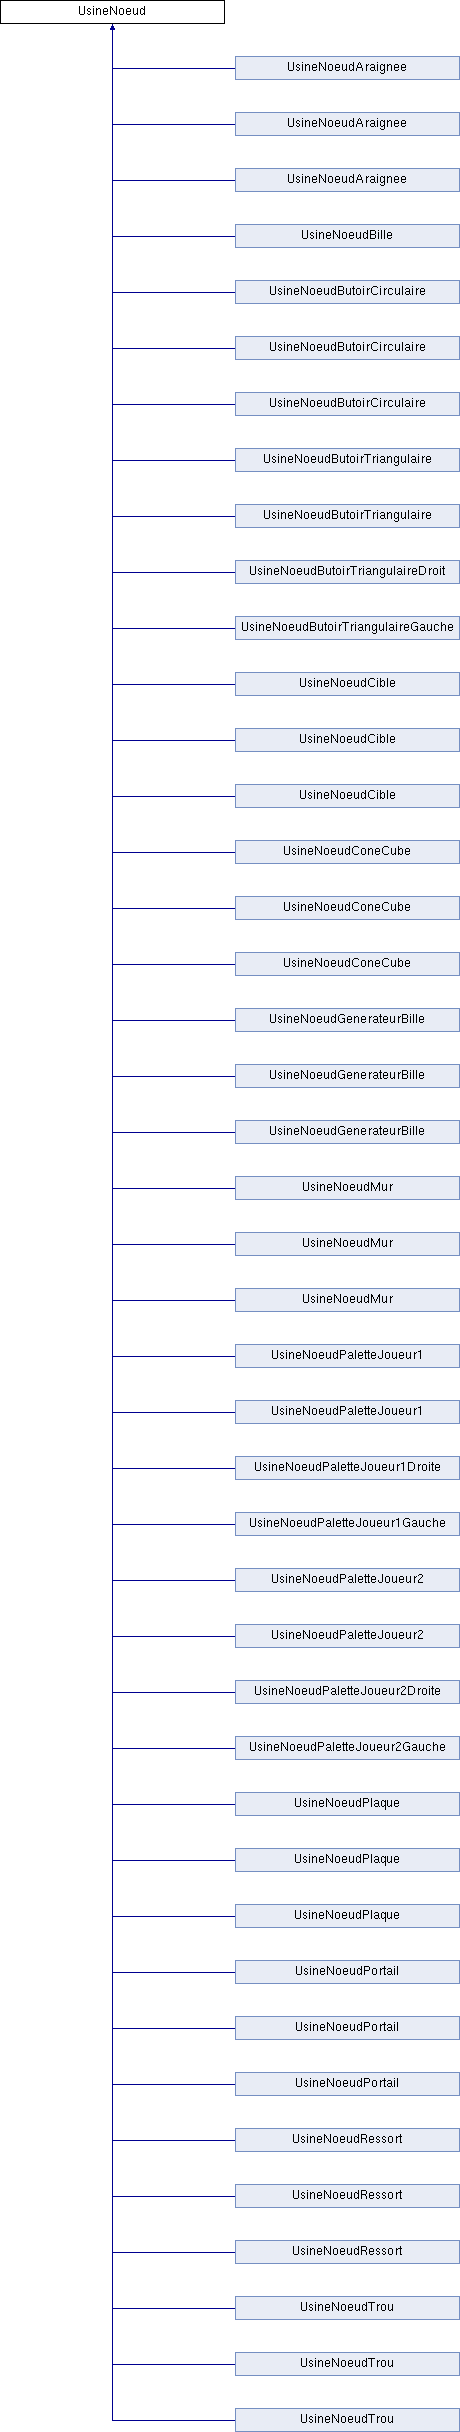 UsineNoeud
UsineNoeudAraignee
UsineNoeudAraignee
UsineNoeudAraignee
UsineNoeudBille
UsineNoeudButoirCirculaire
UsineNoeudButoirCirculaire
UsineNoeudButoirCirculaire
UsineNoeudButoirTriangulaire
UsineNoeudButoirTriangulaire
UsineNoeudButoirTriangulaireDroit
UsineNoeudButoirTriangulaireGauche
UsineNoeudCible
UsineNoeudCible
UsineNoeudCible
UsineNoeudConeCube
UsineNoeudConeCube
UsineNoeudConeCube
UsineNoeudGenerateurBille
UsineNoeudGenerateurBille
UsineNoeudGenerateurBille
UsineNoeudMur
UsineNoeudMur
UsineNoeudMur
UsineNoeudPaletteJoueur1
UsineNoeudPaletteJoueur1
UsineNoeudPaletteJoueur1Droite
UsineNoeudPaletteJoueur1Gauche
UsineNoeudPaletteJoueur2
UsineNoeudPaletteJoueur2
UsineNoeudPaletteJoueur2Droite
UsineNoeudPaletteJoueur2Gauche
UsineNoeudPlaque
UsineNoeudPlaque
UsineNoeudPlaque
UsineNoeudPortail
UsineNoeudPortail
UsineNoeudPortail
UsineNoeudRessort
UsineNoeudRessort
UsineNoeudRessort
UsineNoeudTrou
UsineNoeudTrou
UsineNoeudTrou